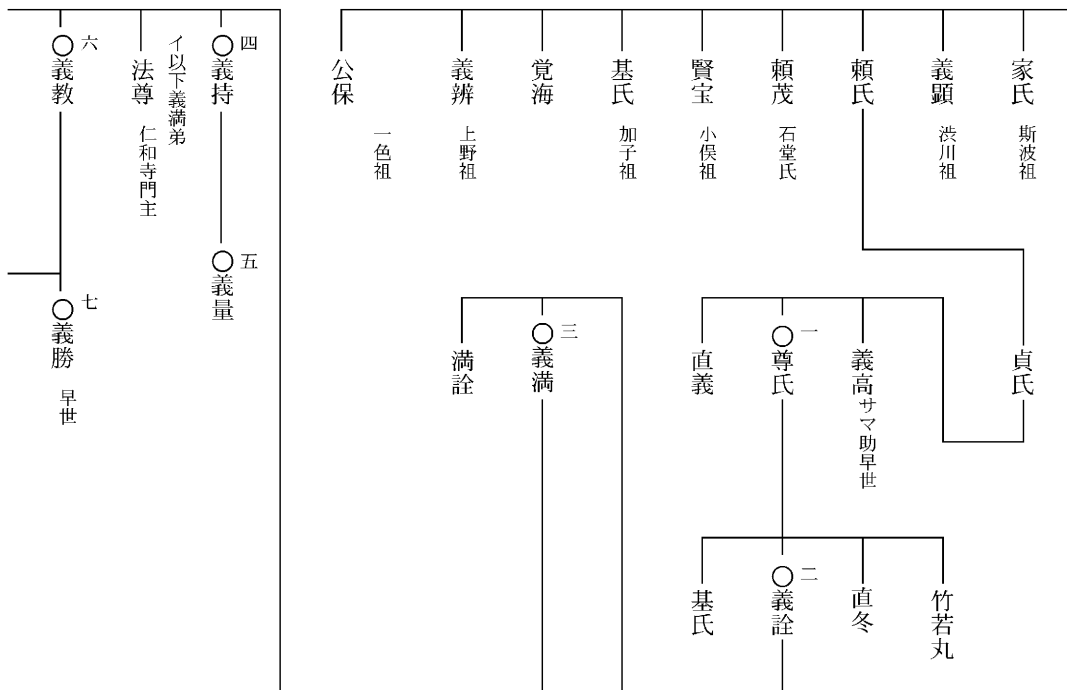 家氏 斯波祖
義顕 渋川祖
頼氏
頼茂 石堂氏
賢宝 小俣祖
基氏 加子祖
覚海
義辨 上野祖
一色祖
公保
貞氏
義高 サマ助早世
一 ○尊氏
直義
竹若丸
直冬
二 ○義詮
基氏
三 ○義満
満詮
四 ○義持
五 ○義量
イ以下義満弟
法尊 仁和寺門主
六 ○義教
七 ○義勝 早世